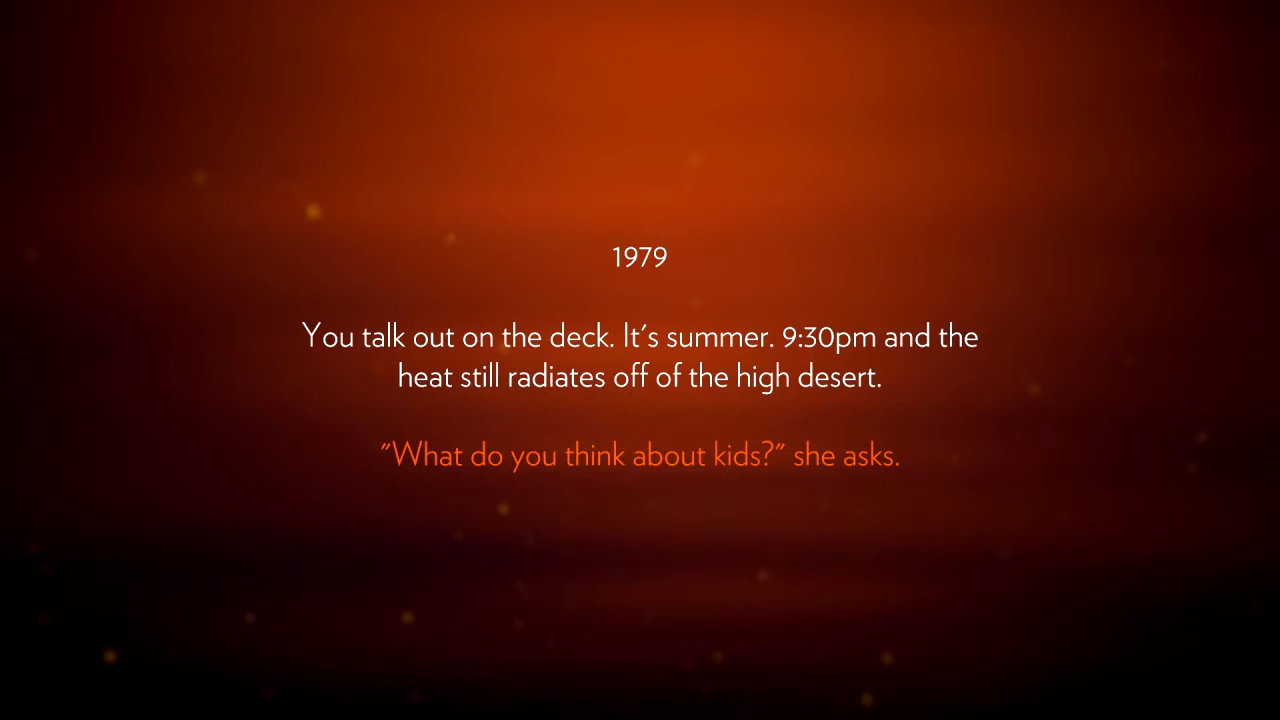 1979
You talk out on the deck. It's summer. 9:30pm and the
heat still radiates off of the high desert.
"What do you think about kids?" she asks.